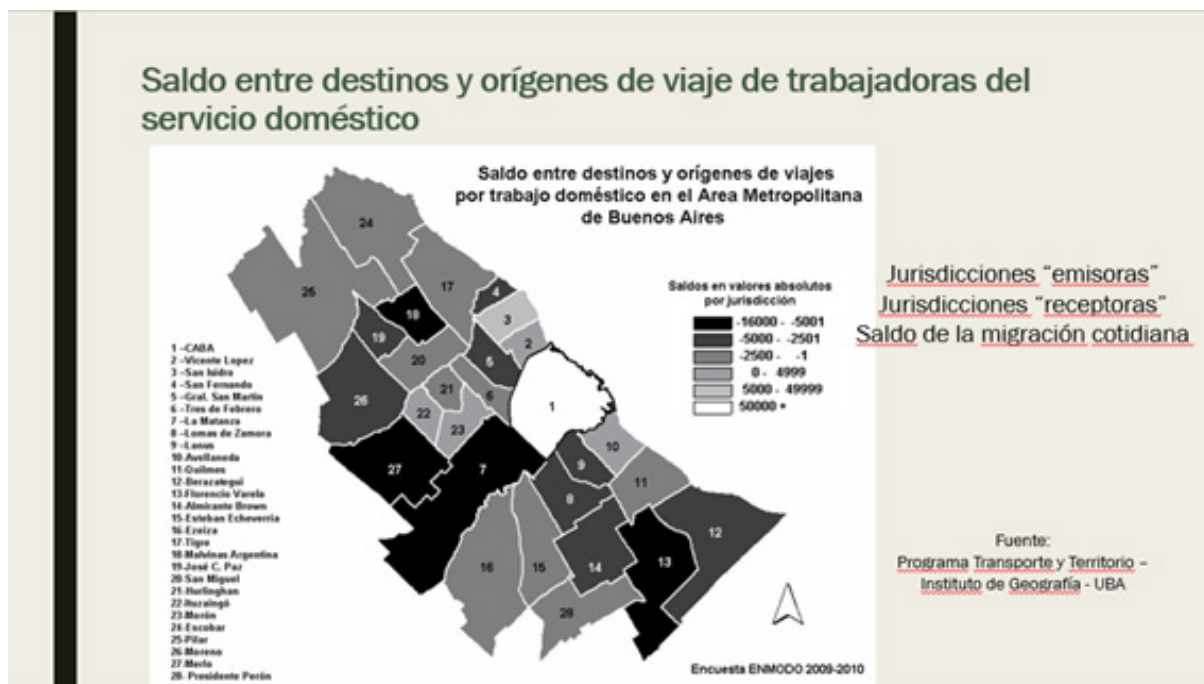 Saldo entre destinos y orígenes de viaje de trabajadoras del
servicio doméstico
Saldo entre destinos y orígenes de viajes
por trabajo doméstico en el Area Metropolitana
de Buenos Aires
Saldos en valores absolutos
por jurisdicción
-16000 - -5001
-5000 - -2501
-2500 - -1
0 - 4999
5000 - 49999
50000 +
24
25
17
4
18
3
19
2
5
20
21
6
26
1
22
23
10
27
7
9
11
8
12
13
14
15
16
28
1 -CABA
2 -Vicente Lopez
3 -San Isidro
4 -San Fernando
5 -Gral. San Martin
6 -Tres de Febrero
7 -La Matanza
8 -Lomas de Zamora
9 -Lanus
10-Avellaneda
11-Quilmes
12-Berazategui
13-Florencio Varela
14-Almirante Brown
15-Esteban Echeverria
16-Ezeiza
17-Tigre
18-Malvinas Argentina
19-José C. Paz
20-San Miguel
21-Hurlinghan
22-Ituzaingó
23-Morón
24-Escobar
25-Pilar
26-Moreno
27-Merlo
28- Presidente Perón
Encuesta ENMODO 2009-2010
Jurisdicciones “emisoras”
Jurisdicciones “receptoras”
Saldo de la migración cotidiana
Fuente:
Programa Transporte y Territorio –
Instituto de Geografía - UBA